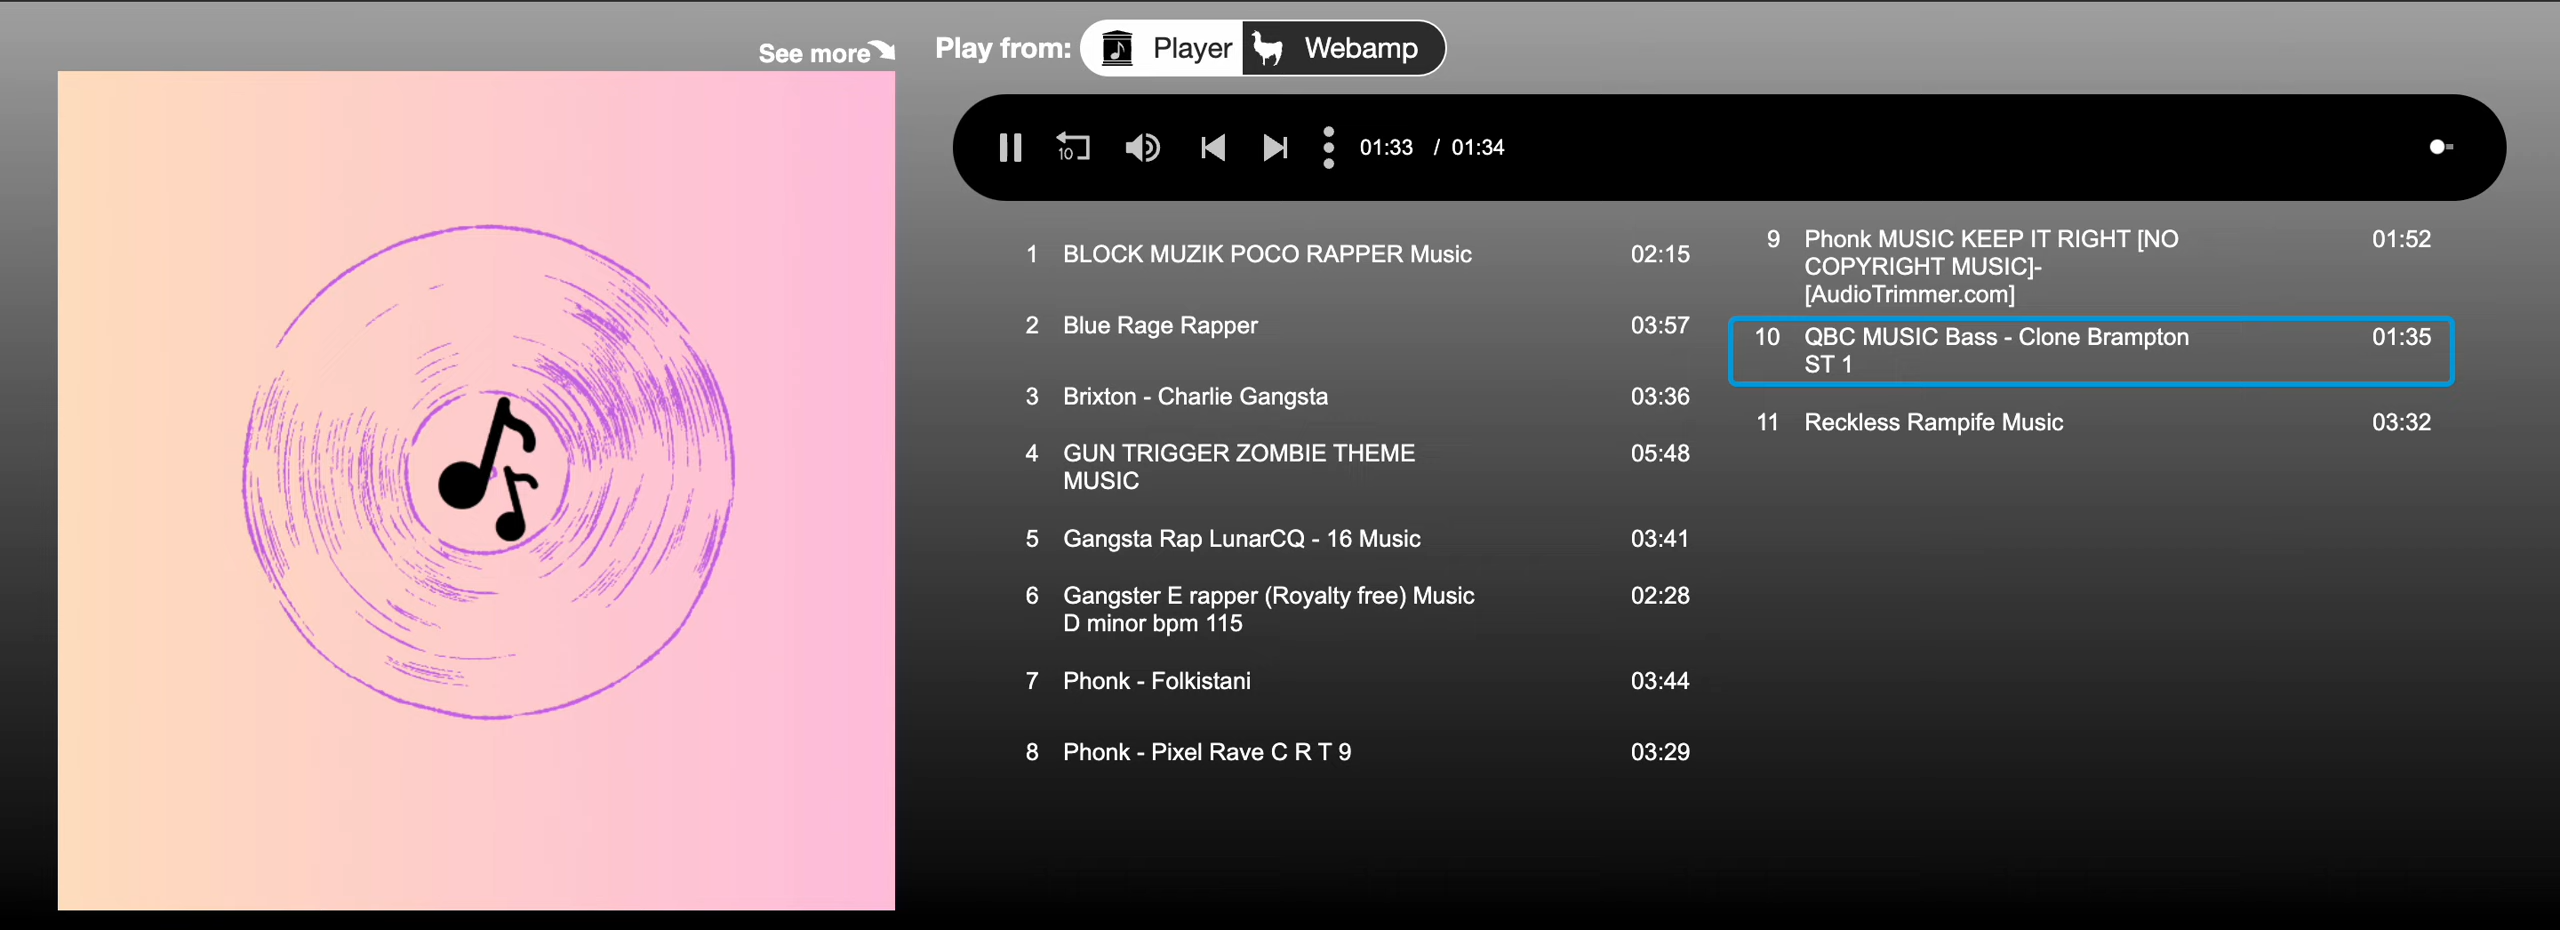 See more
Play from: Player Webamp
10 01:33 / 01:34
1 BLOCK MUZIK POCO RAPPER Music 02:15
2 Blue Rage Rapper 03:57
3 Brixton - Charlie Gangsta 03:36
4 GUN TRIGGER ZOMBIE THEME 05:48
MUSIC
5 Gangsta Rap LunarCQ - 16 Music 03:41
6 Gangster E rapper (Royalty free) Music 02:28
D minor bpm 115
7 Phonk - Folkistani 03:44
8 Phonk - Pixel Rave C R T 9 03:29
9 Phonk MUSIC KEEP IT RIGHT [NO 01:52
COPYRIGHT MUSIC]-
[AudioTrimmer.com]
10 QBC MUSIC Bass - Clone Brampton 01:35
ST 1
11 Reckless Rampife Music 03:32